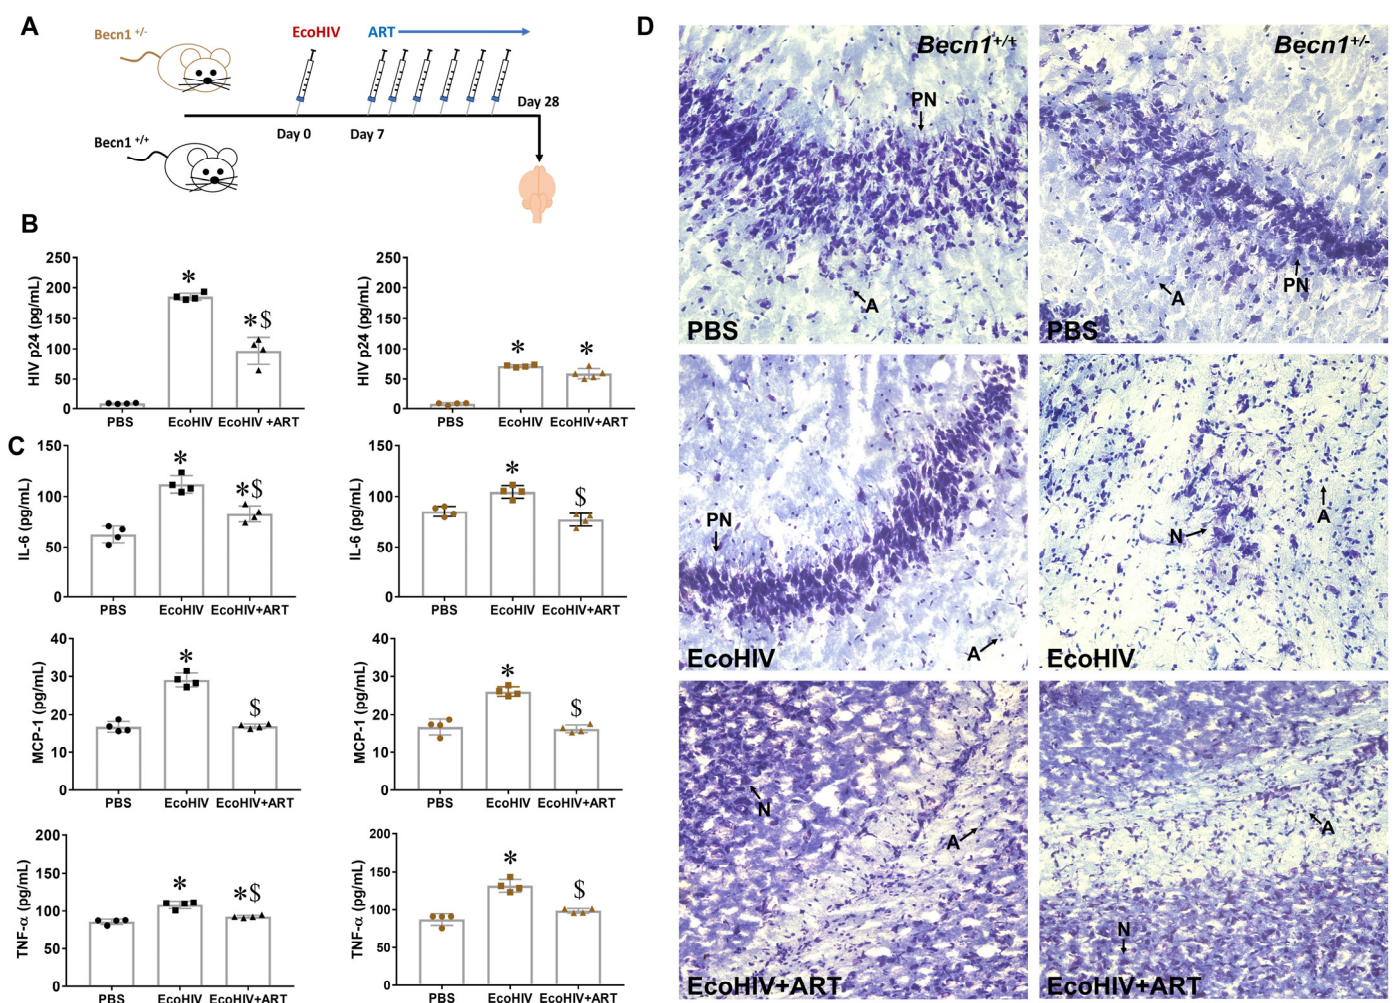 A
Becn1 +/-
EcoHIV
ART
Day 28
Day 0
Day 7
Becn1 +/+
B
HIV p24 (pg/mL)
250
200
150
100
50
0
*
*$
PBS
EcoHIV
EcoHIV +ART
HIV p24 (pg/mL)
250
200
150
100
50
0
*
*
PBS
EcoHIV
EcoHIV+ART
C
IL-6 (pg/mL)
150
100
50
0
*
*$
PBS
EcoHIV
EcoHIV+ART
IL-6 (pg/mL)
150
100
50
0
*
$
PBS
EcoHIV
EcoHIV+ART
MCP-1 (pg/mL)
40
30
20
10
0
*
$
PBS
EcoHIV
EcoHIV+ART
MCP-1 (pg/mL)
40
30
20
10
0
*
$
PBS
EcoHIV
EcoHIV+ART
TNF-α (pg/mL)
200
150
100
50
0
*
*$
PBS
EcoHIV
EcoHIV+ART
TNF-α (pg/mL)
200
150
100
50
0
*
$
PBS
EcoHIV
EcoHIV+ART
D
Becn1+/+
PN
A
PBS
Becn1+/-
PN
A
PBS
PN
A
EcoHIV
N
A
EcoHIV
N
A
EcoHIV+ART
A
N
EcoHIV+ART